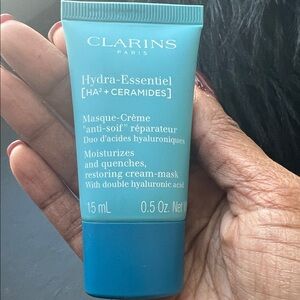 CLARINS
PARIS
Hydra-Essentiel
[HA² + CERAMIDES]
Masque-Crème
"anti-soif" réparateur
Duo d'acides hyaluroniques
Moisturizes
and quenches,
restoring cream-mask
With double hyaluronic acid
15 mL 0.5 Oz. Net